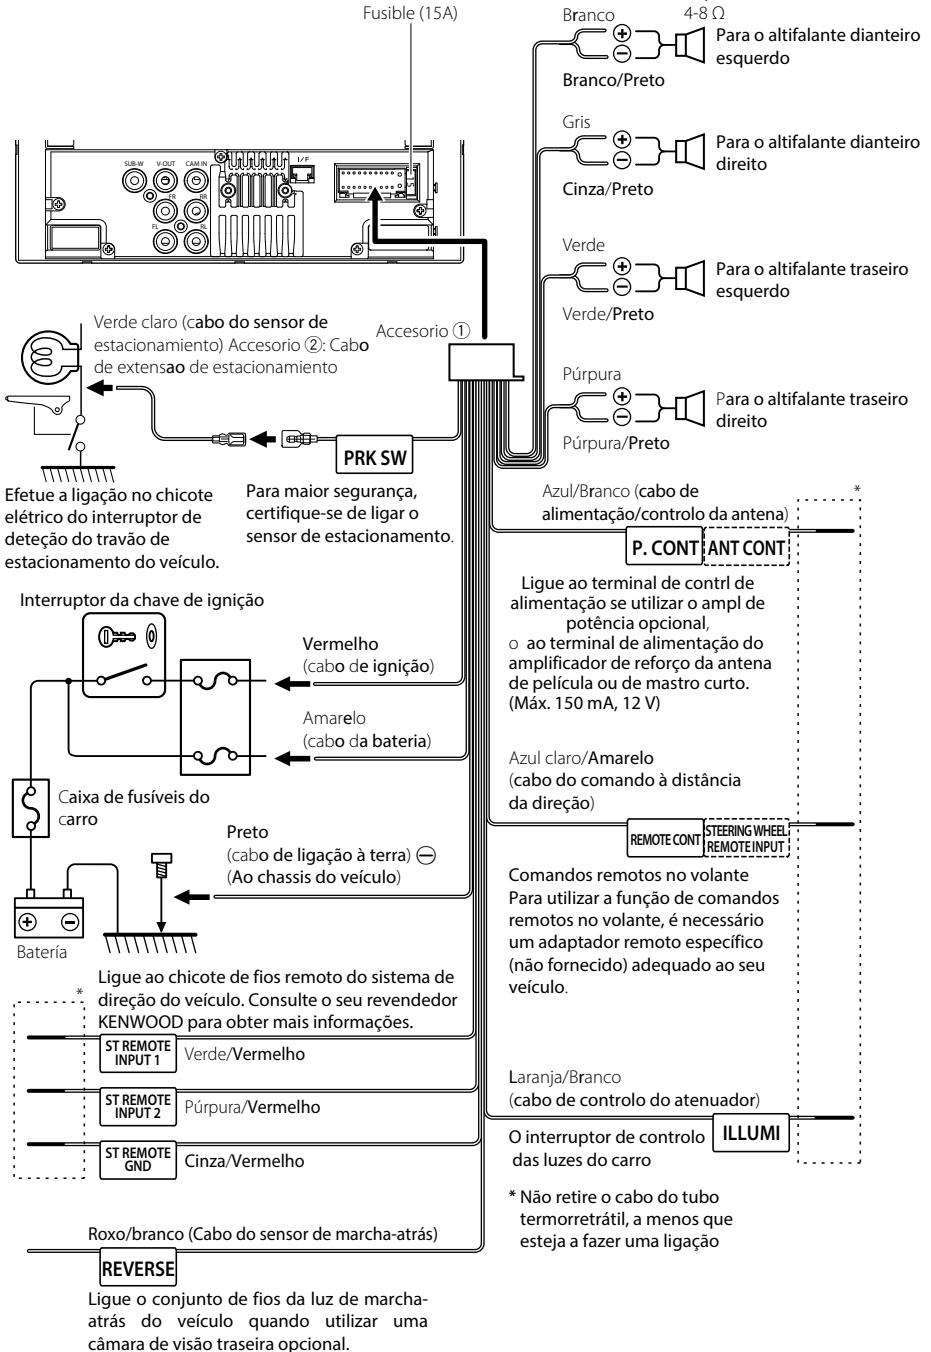 Fusible (15A)
Branco
4-8 Ω
Para o altifalante dianteiro
esquerdo
Branco/Preto
Gris
Para o altifalante dianteiro
direito
Cinza/Preto
Verde
Para o altifalante traseiro
esquerdo
Verde/Preto
Púrpura
Para o altifalante traseiro
direito
Púrpura/Preto
SUB-W V-OUT CAM IN I/F
FR RR
FL RL
15
Verde claro (cabo do sensor de
estacionamiento) Accesorio ②: Cabo
de extensao de estacionamiento
Accesorio ①
PRK SW
Efetue a ligação no chicote
elétrico do interruptor de
deteção do travão de
estacionamento do veículo.
Para maior segurança,
certifique-se de ligar o
sensor de estacionamento.
Interruptor da chave de ignição
Vermelho
(cabo de ignição)
Amarelo
(cabo da bateria)
Caixa de fusíveis do
carro
Preto
(cabo de ligação à terra) ⊖
(Ao chassis do veículo)
⊕ ⊖
Batería
Ligue ao chicote de fios remoto do sistema de
direção do veículo. Consulte o seu revendedor
KENWOOD para obter mais informações.
*
ST REMOTE
INPUT 1
Verde/Vermelho
ST REMOTE
INPUT 2
Púrpura/Vermelho
ST REMOTE
GND
Cinza/Vermelho
Roxo/branco (Cabo do sensor de marcha-atrás)
REVERSE
Ligue o conjunto de fios da luz de marcha-
atrás do veículo quando utilizar uma
câmara de visão traseira opcional.
Azul/Branco (cabo de
alimentação/controlo da antena)
*
P. CONT ANT CONT
Ligue ao terminal de contrl de
alimentação se utilizar o ampl de
potência opcional,
o ao terminal de alimentação do
amplificador de reforço da antena
de película ou de mastro curto.
(Máx. 150 mA, 12 V)
Azul claro/Amarelo
(cabo do comando à distância
da direção)
REMOTE CONT
STEERING WHEEL
REMOTE INPUT
Comandos remotos no volante
Para utilizar a função de comandos
remotos no volante, é necessário
um adaptador remoto específico
(não fornecido) adequado ao seu
veículo.
Laranja/Branco
(cabo de controlo do atenuador)
ILLUMI
O interruptor de controlo
das luzes do carro
* Não retire o cabo do tubo
termorretrátil, a menos que
esteja a fazer uma ligação